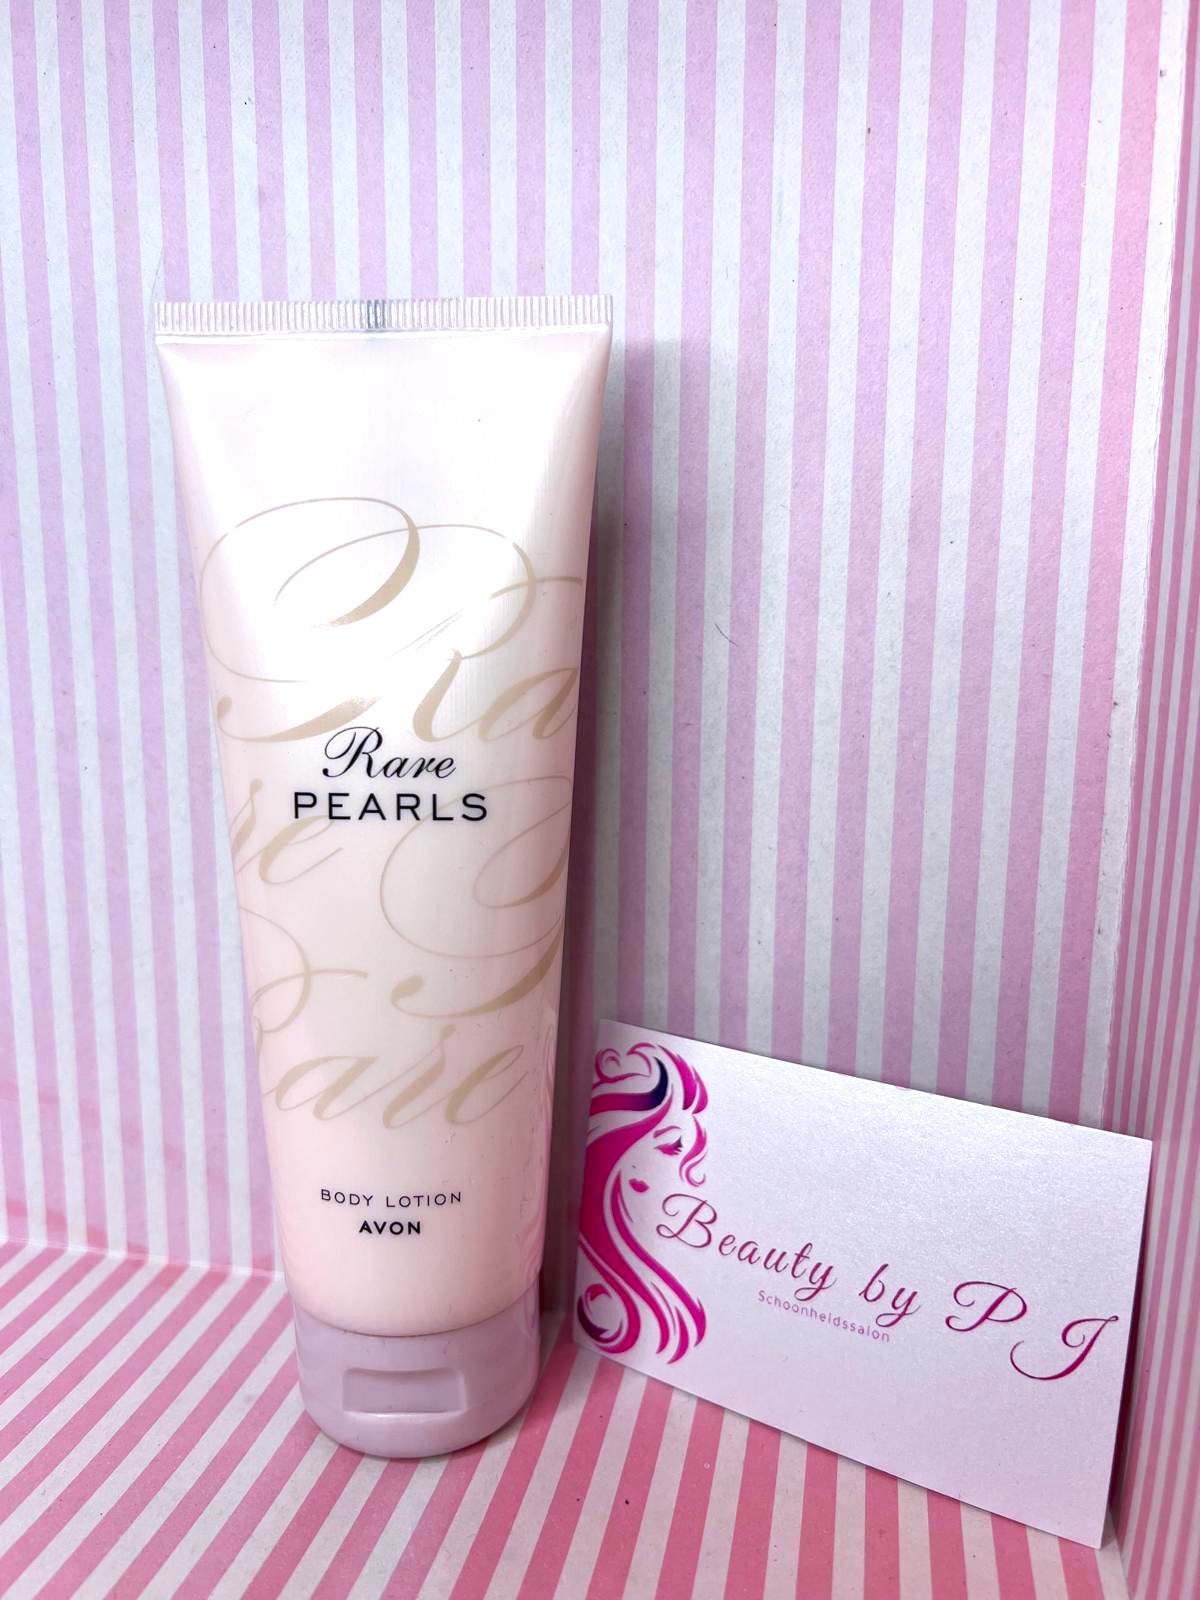 Rare
PEARLS
BODY LOTION
AVON
Beauty by PJ
Schoonheidssalon